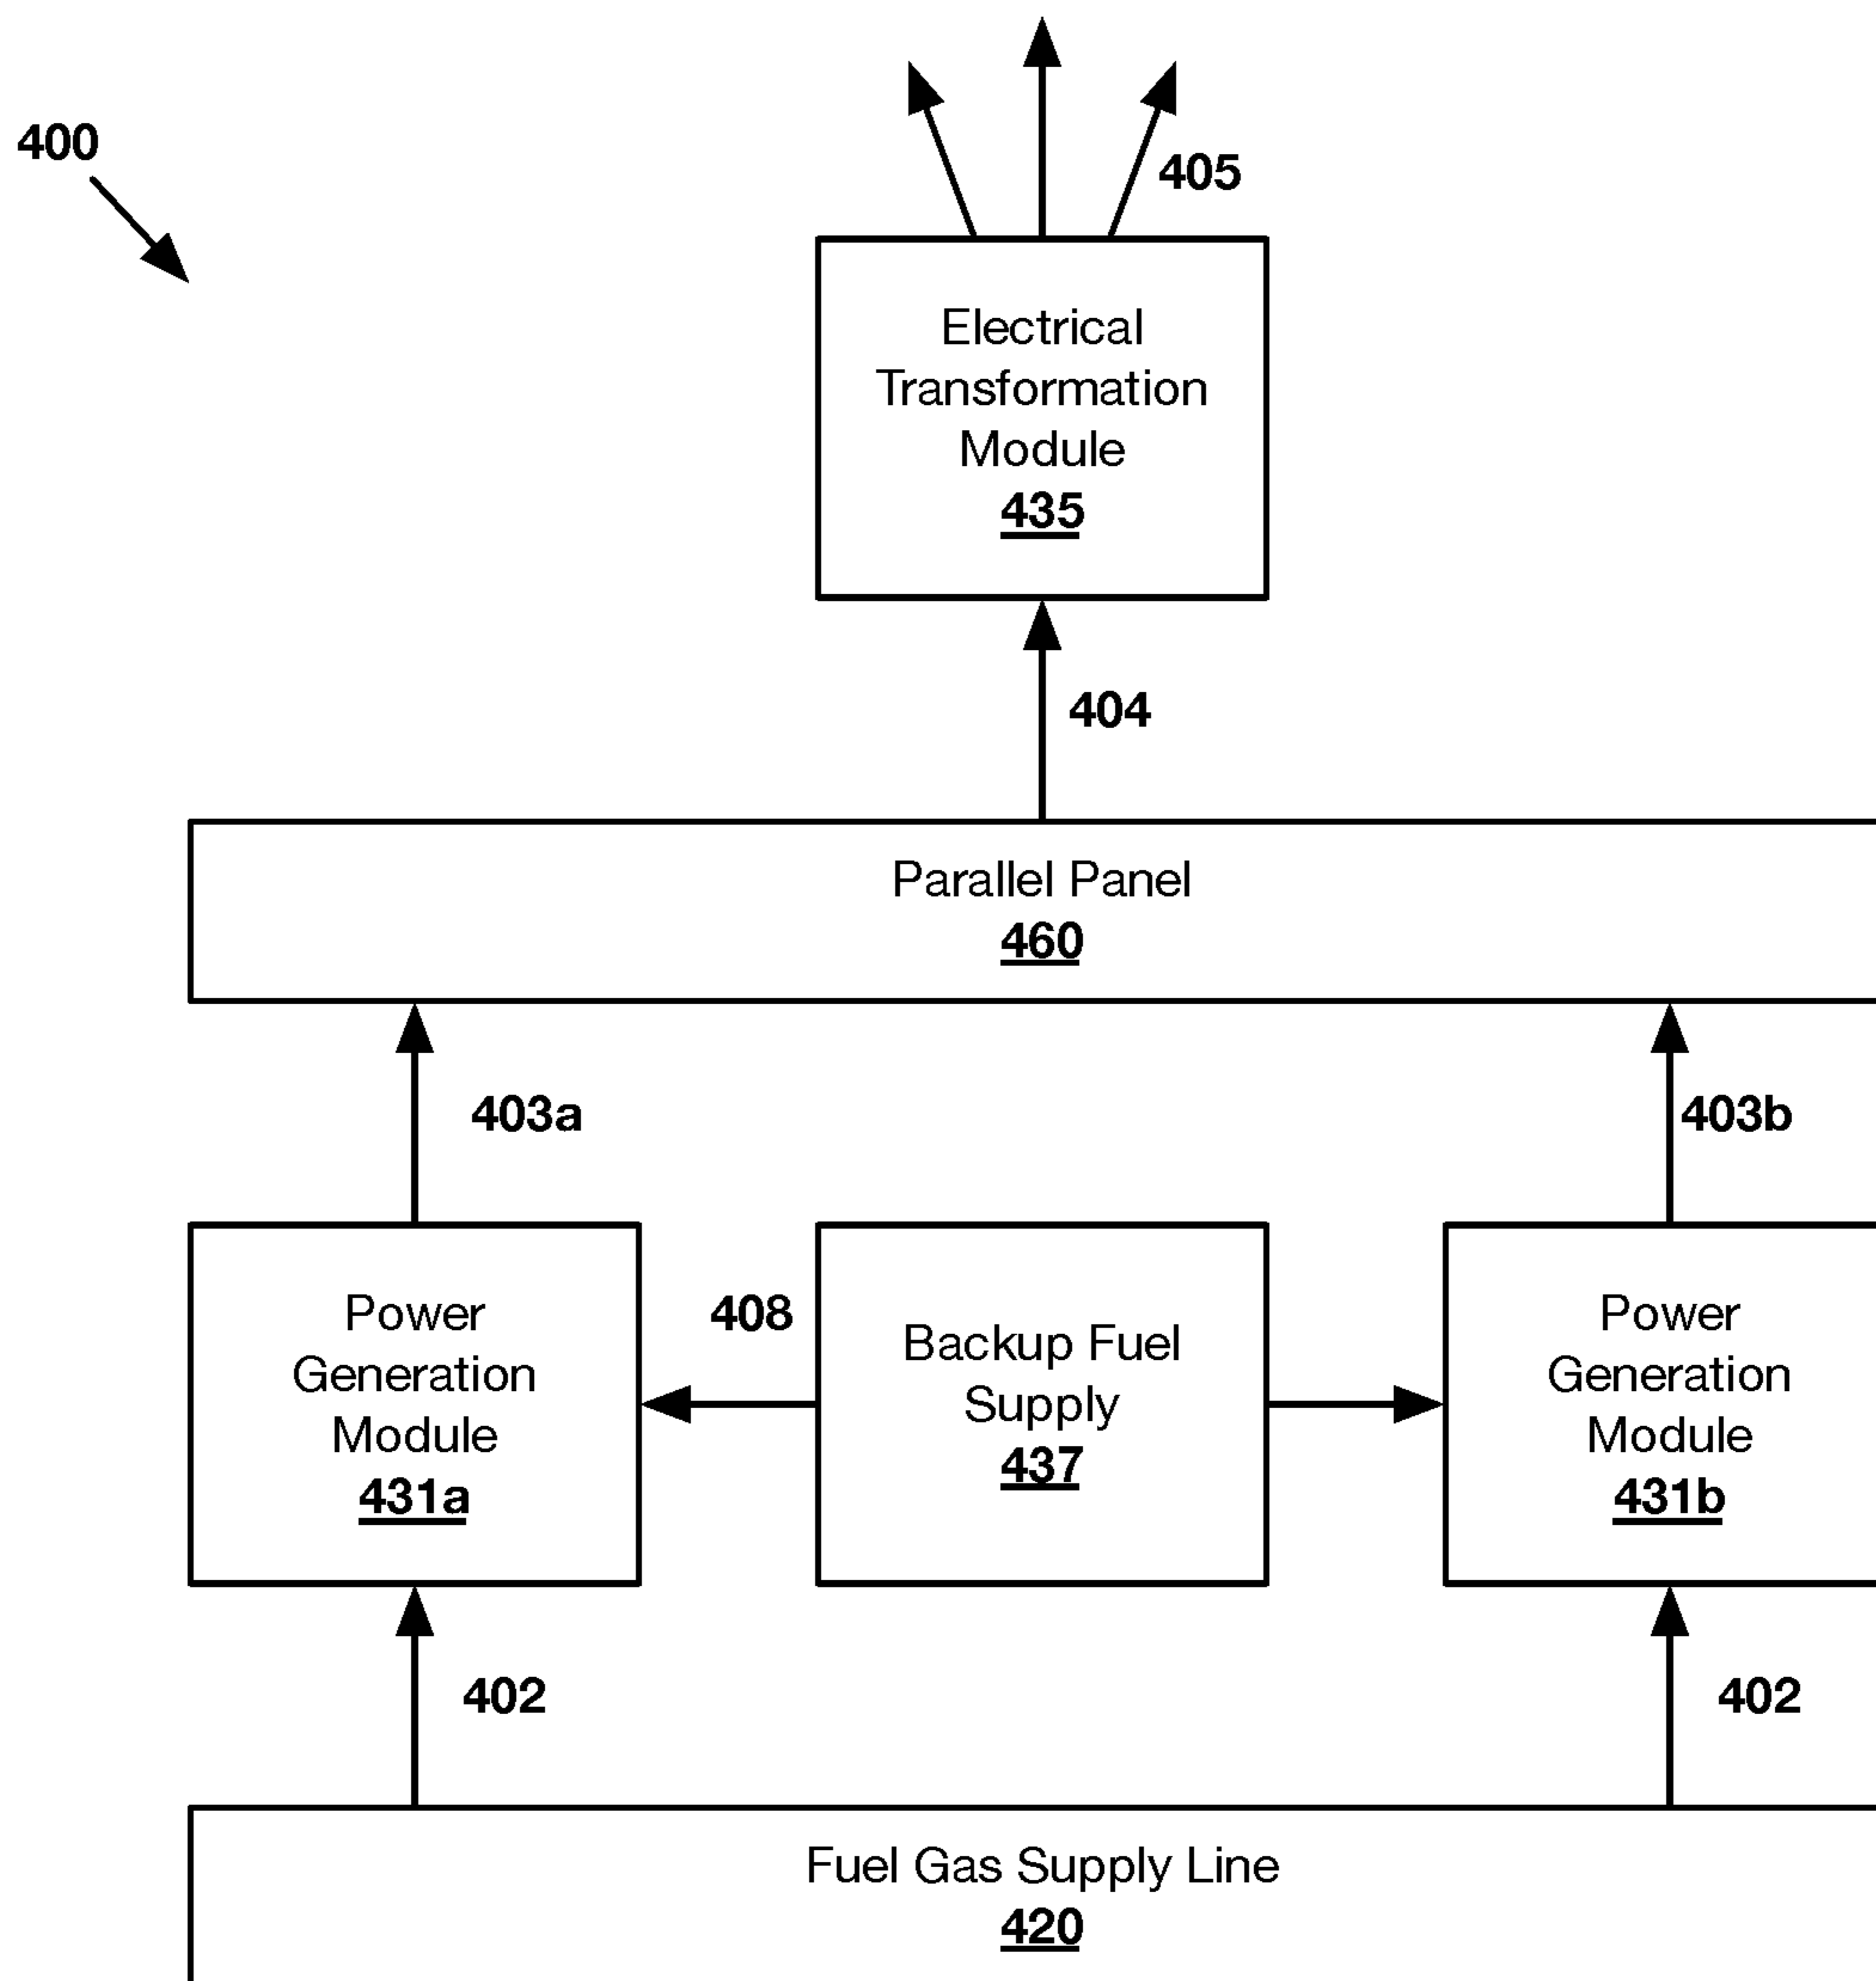 400
405
Electrical
Transformation
Module
435
404
Parallel Panel
460
403a
403b
Power
Generation
Module
431a
408
Backup Fuel
Supply
437
Power
Generation
Module
431b
402
402
Fuel Gas Supply Line
420